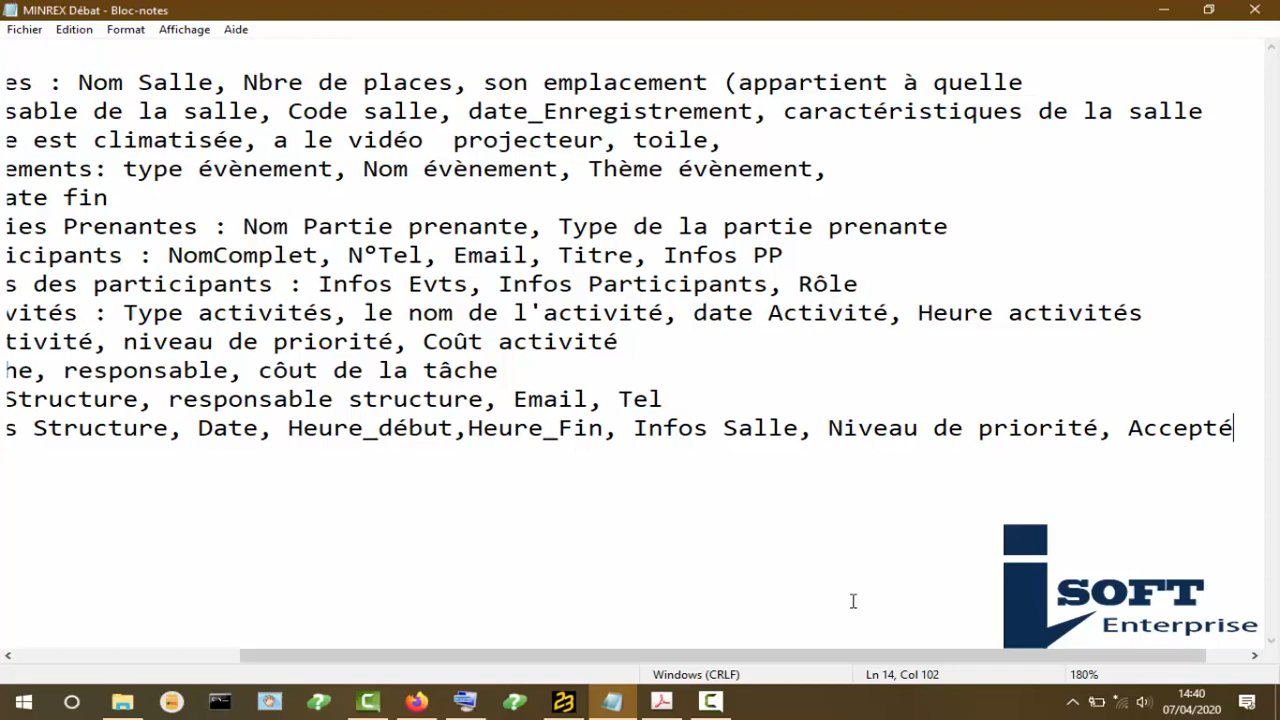 MINREX Débat - Bloc-notes
Fichier Edition Format Affichage Aide
es : Nom Salle, Nbre de places, son emplacement (appartient à quelle
sable de la salle, Code salle, date_Enregistrement, caractéristiques de la salle
e est climatisée, a le vidéo projecteur, toile,
ements: type évènement, Nom évènement, Thème évènement,
ate fin
ies Prenantes : Nom Partie prenante, Type de la partie prenante
icipants : NomComplet, N°Tel, Email, Titre, Infos PP
s des participants : Infos Evts, Infos Participants, Rôle
vités : Type activités, le nom de l'activité, date Activité, Heure activités
tivité, niveau de priorité, Coût activité
he, responsable, côut de la tâche
Structure, responsable structure, Email, Tel
s Structure, Date, Heure_début,Heure_Fin, Infos Salle, Niveau de priorité, Accepté
iSOFT
Enterprise
Windows (CRLF) Ln 14, Col 102 180%
14:40
07/04/2020